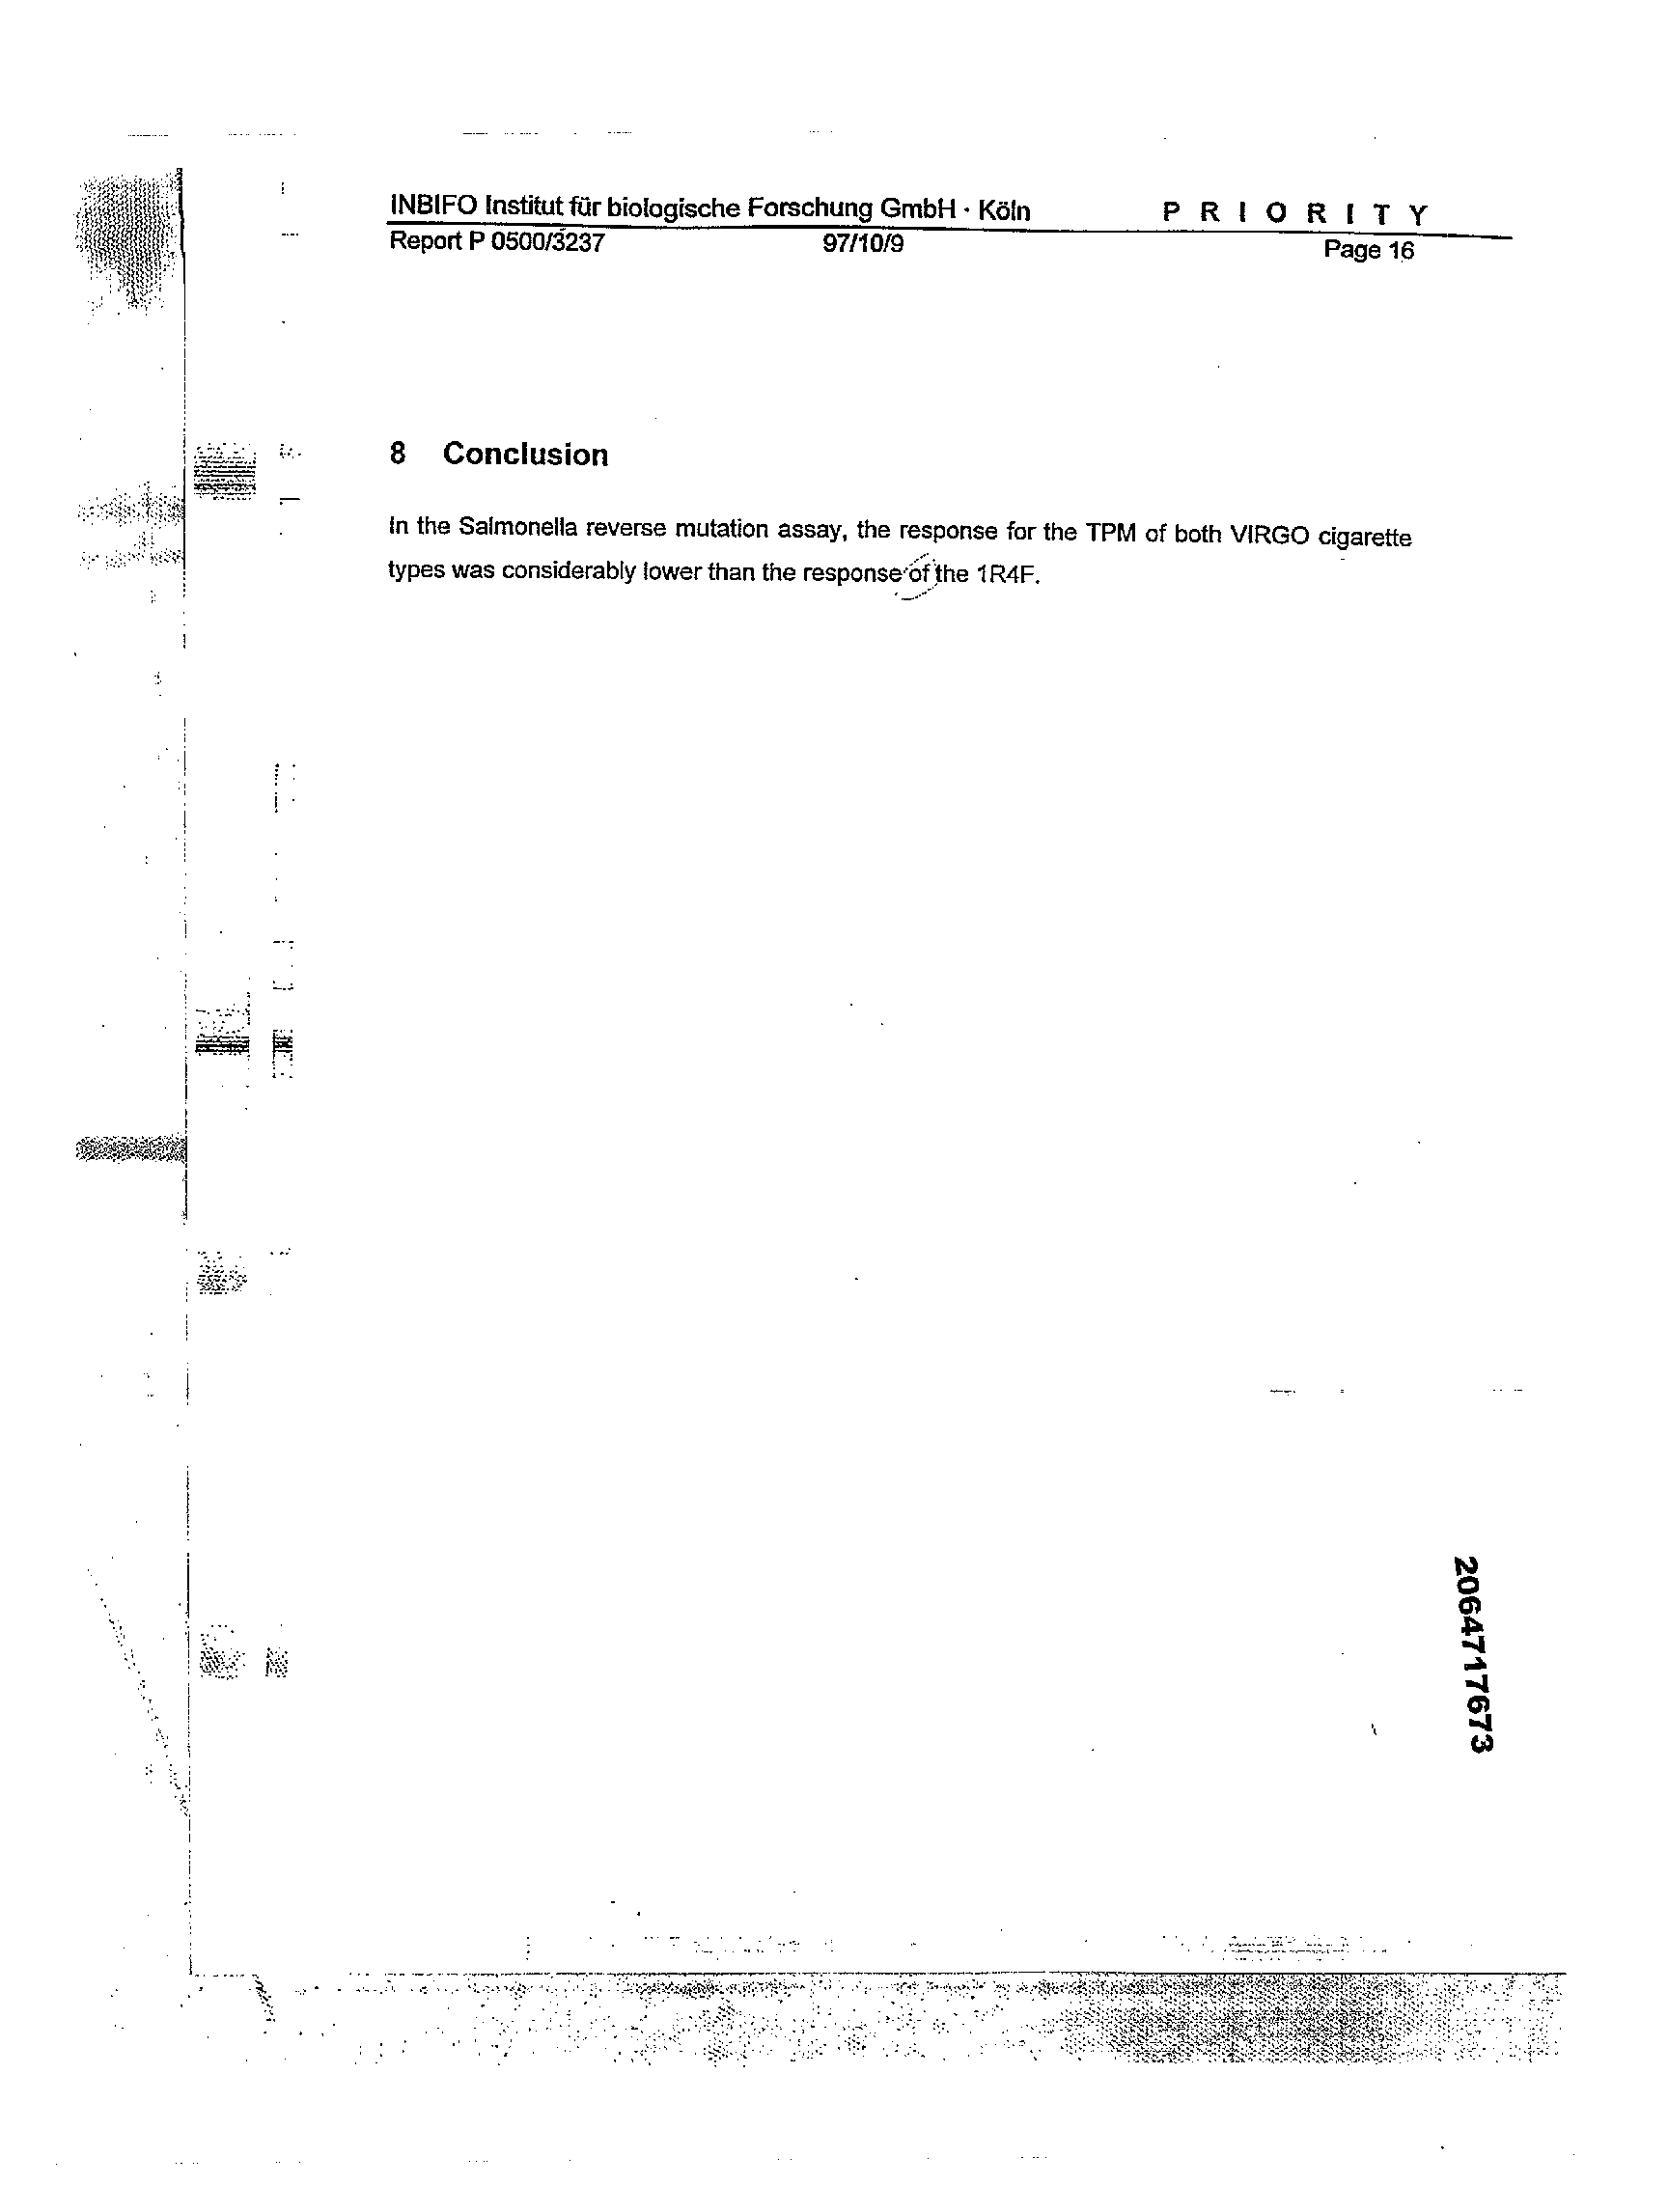 INBIFO Institut für biologische Forschung GmbH · Köln PRIORITY
Report P 0500/3237 97/10/9 Page 16
8 Conclusion
In the Salmonella reverse mutation assay, the response for the TPM of both VIRGO cigarette
types was considerably lower than the response of the 1R4F.
2064717673